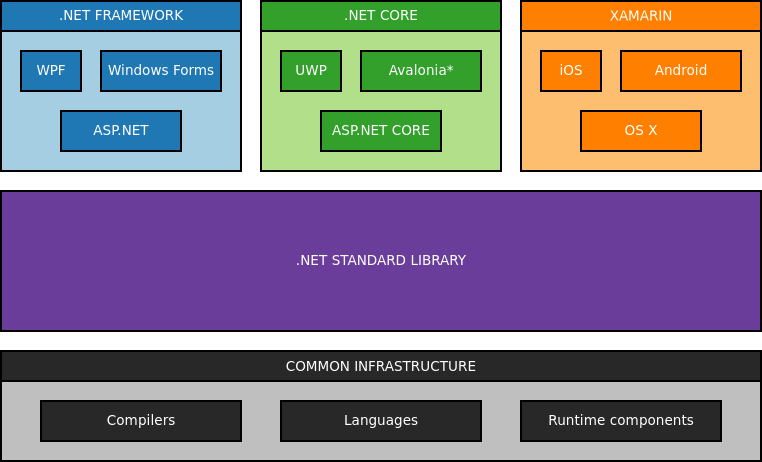 .NET FRAMEWORK
WPF
Windows Forms
ASP.NET
.NET CORE
UWP
Avalonia*
ASP.NET CORE
XAMARIN
iOS
Android
OS X
.NET STANDARD LIBRARY
COMMON INFRASTRUCTURE
Compilers
Languages
Runtime components